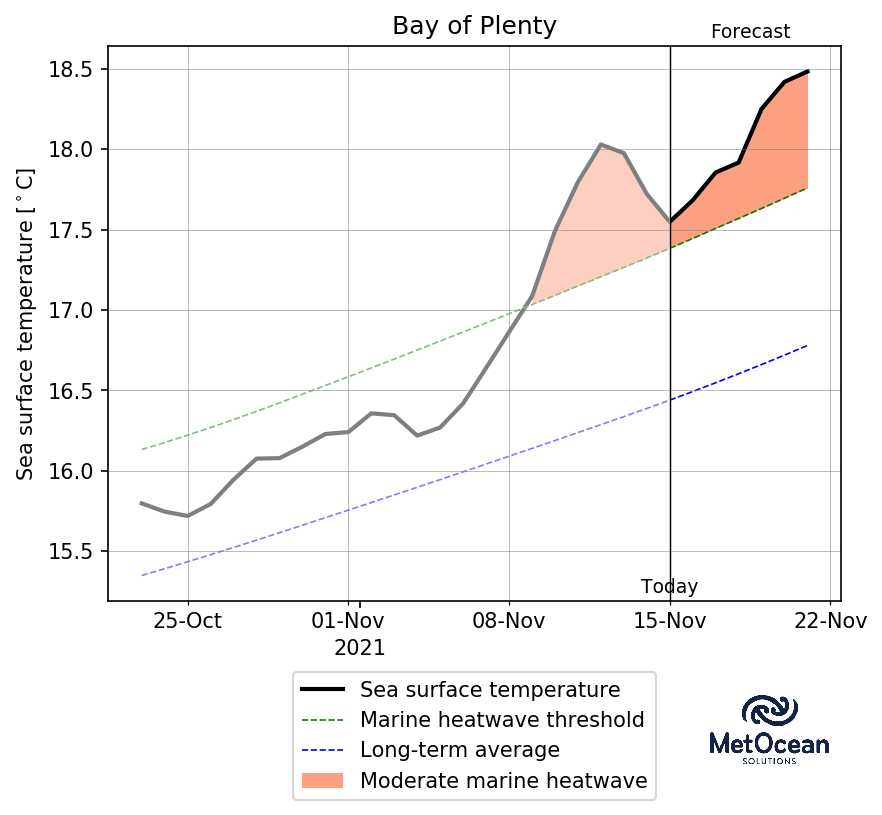 Bay of Plenty
Forecast
18.5
18.0
17.5
17.0
16.5
16.0
15.5
Sea surface temperature [°C]
Today
25-Oct 01-Nov 08-Nov 15-Nov 22-Nov
2021
Sea surface temperature
Marine heatwave threshold
Long-term average
Moderate marine heatwave
MetOcean
SOLUTIONS